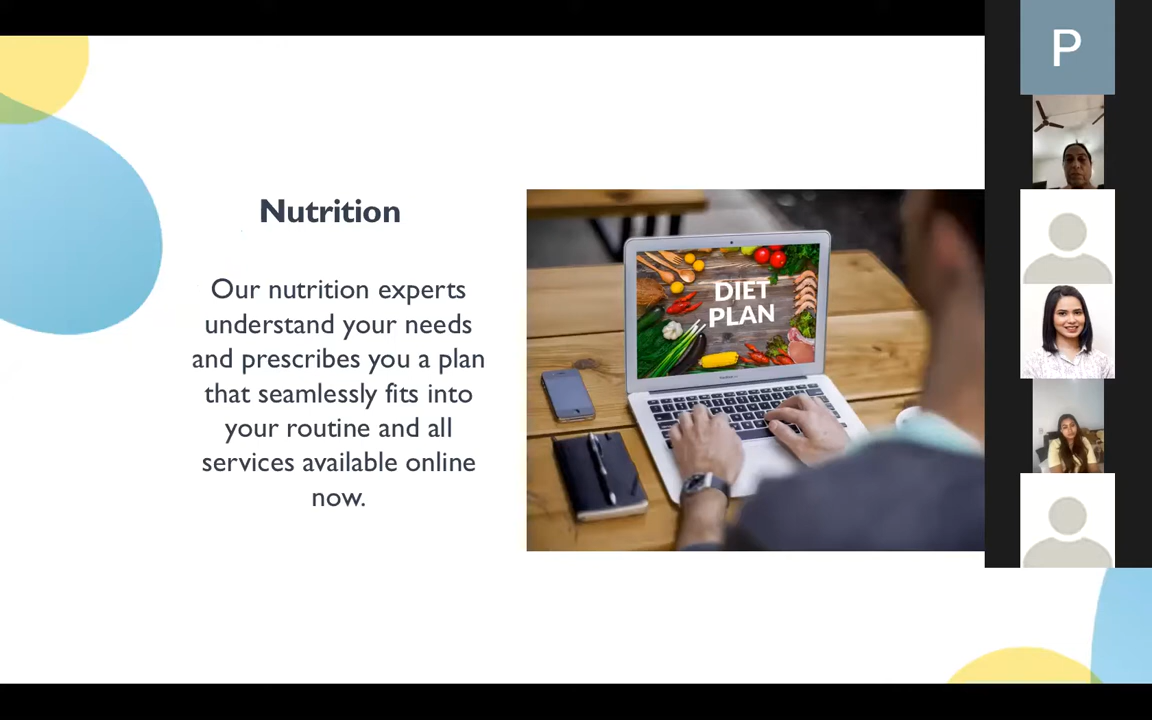 Nutrition
Our nutrition experts
understand your needs
and prescribes you a plan
that seamlessly fits into
your routine and all
services available online
now.
DIET
PLAN
P